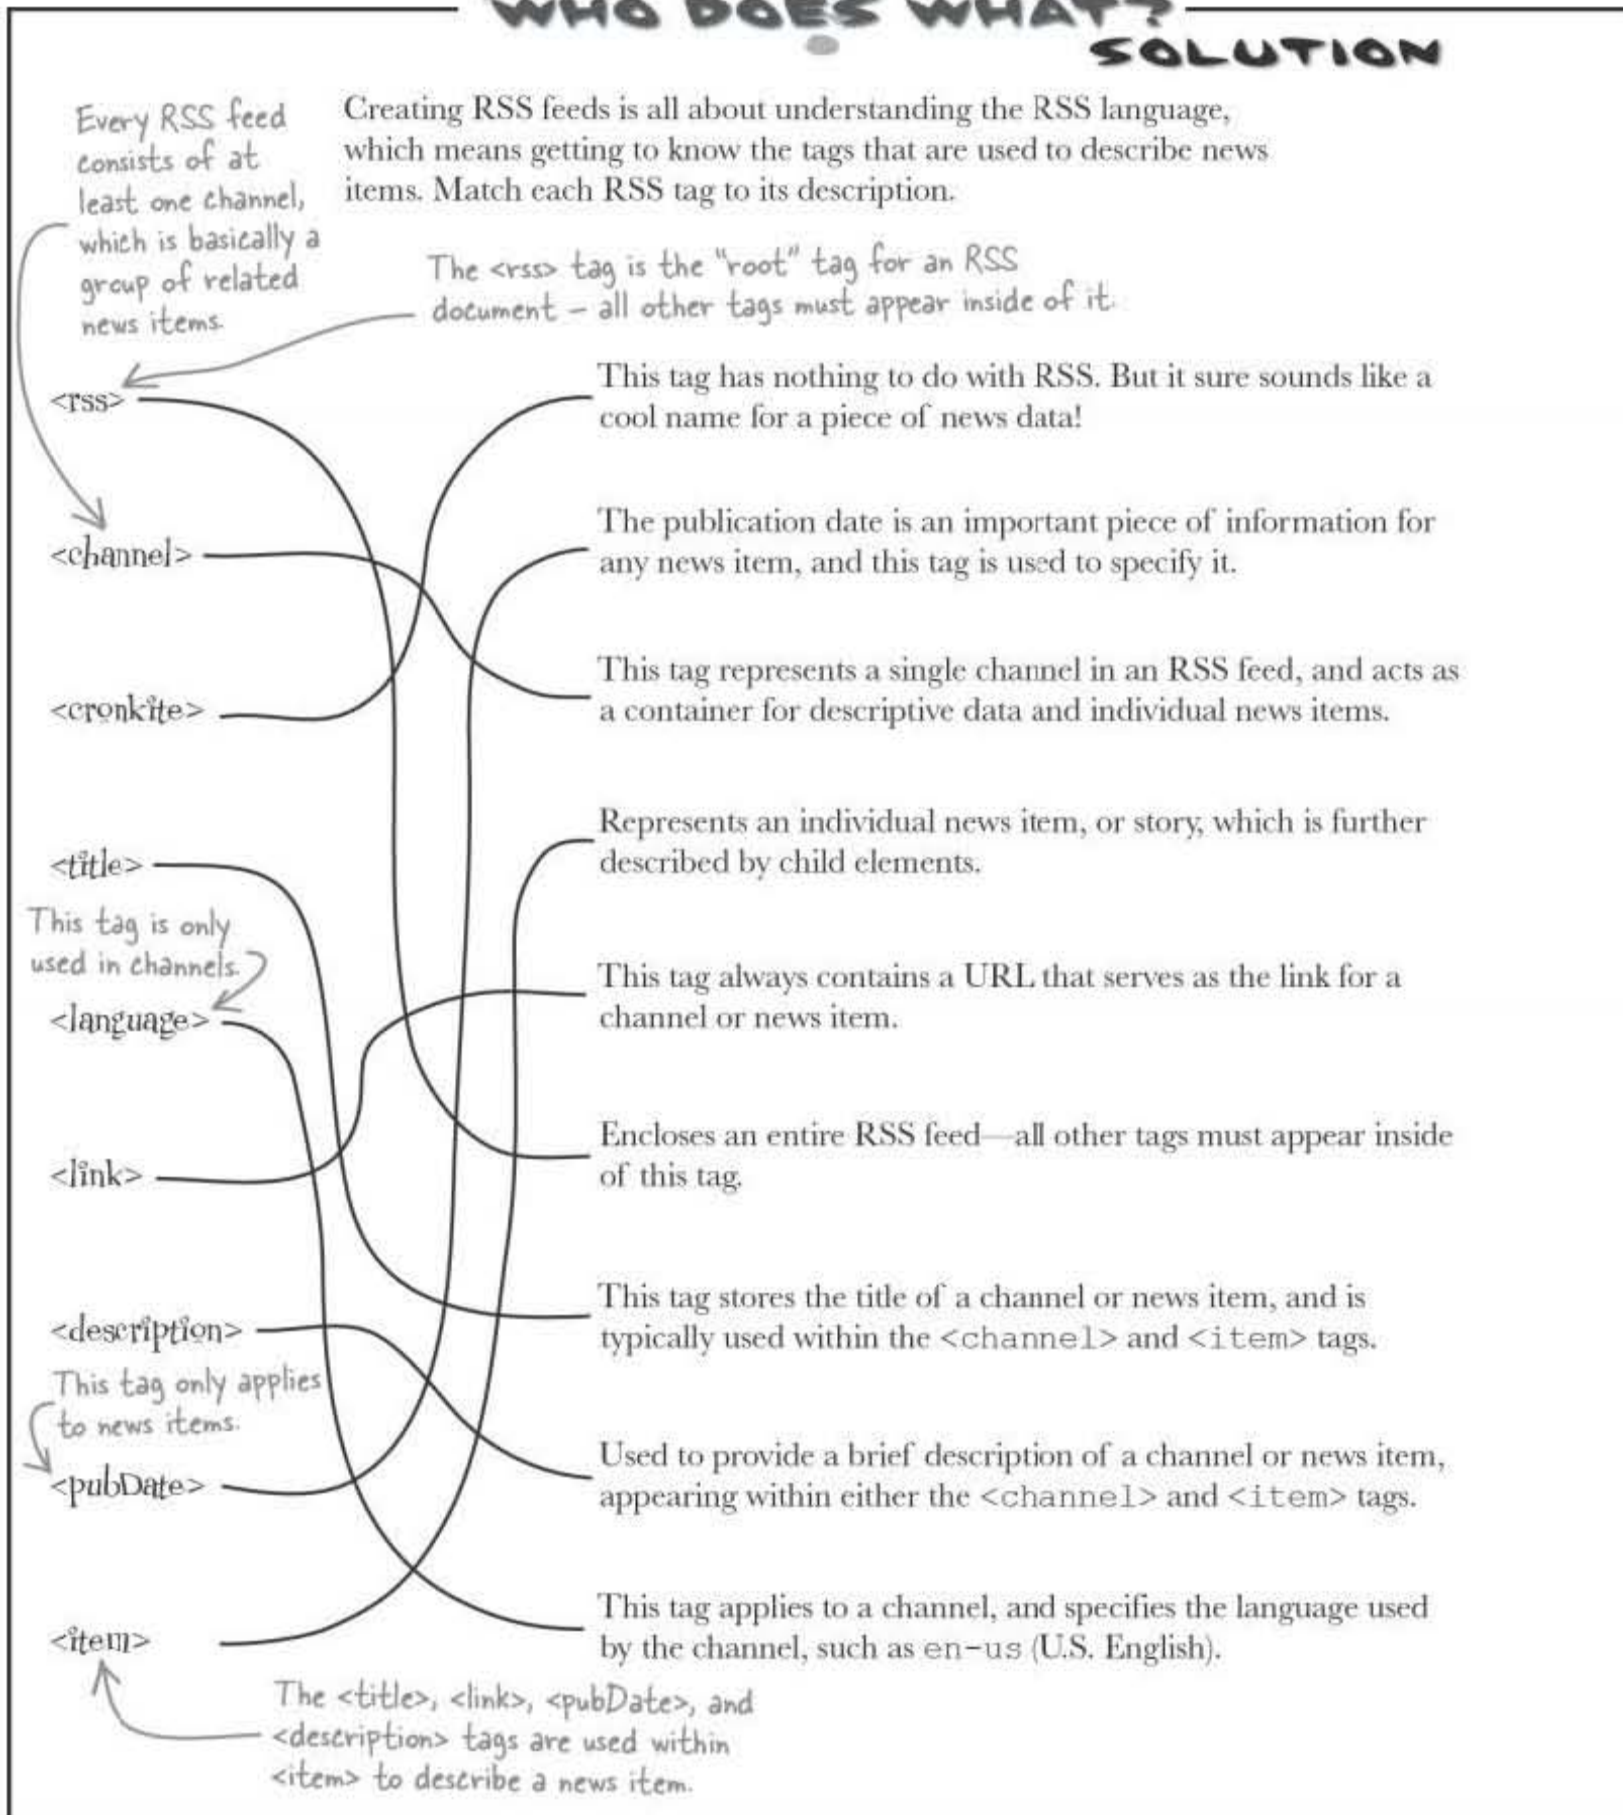 WHO DOES WHAT?
SOLUTION
Every RSS feed
consists of at
least one channel,
which is basically a
group of related
news items.
Creating RSS feeds is all about understanding the RSS language,
which means getting to know the tags that are used to describe news
items. Match each RSS tag to its description.
The <rss> tag is the "root" tag for an RSS
document – all other tags must appear inside of it.
<rss>
This tag has nothing to do with RSS. But it sure sounds like a
cool name for a piece of news data!
<channel>
The publication date is an important piece of information for
any news item, and this tag is used to specify it.
<cronkite>
This tag represents a single channel in an RSS feed, and acts as
a container for descriptive data and individual news items.
<title>
Represents an individual news item, or story, which is further
described by child elements.
This tag is only
used in channels.
<language>
This tag always contains a URL that serves as the link for a
channel or news item.
<link>
Encloses an entire RSS feed—all other tags must appear inside
of this tag.
<description>
This tag stores the title of a channel or news item, and is
typically used within the <channel> and <item> tags.
This tag only applies
to news items.
<pubDate>
Used to provide a brief description of a channel or news item,
appearing within either the <channel> and <item> tags.
<item>
This tag applies to a channel, and specifies the language used
by the channel, such as en-us (U.S. English).
The <title>, <link>, <pubDate>, and
<description> tags are used within
<item> to describe a news item.